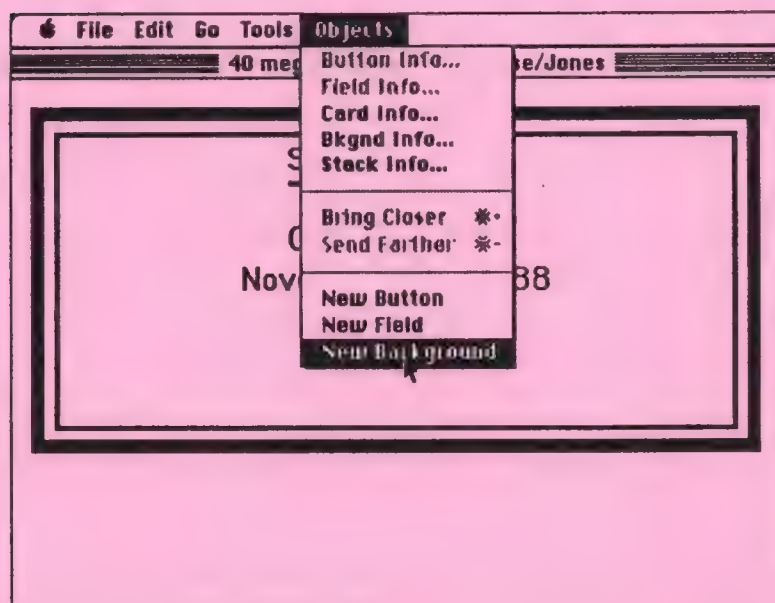 File Edit Go Tools Objects
40 meg se/Jones
Button Info...
Field Info...
Card Info...
Bkgnd Info...
Stack Info...
Bring Closer ⌘+
Send Farther ⌘-
Nov 88
New Button
New Field
New Background